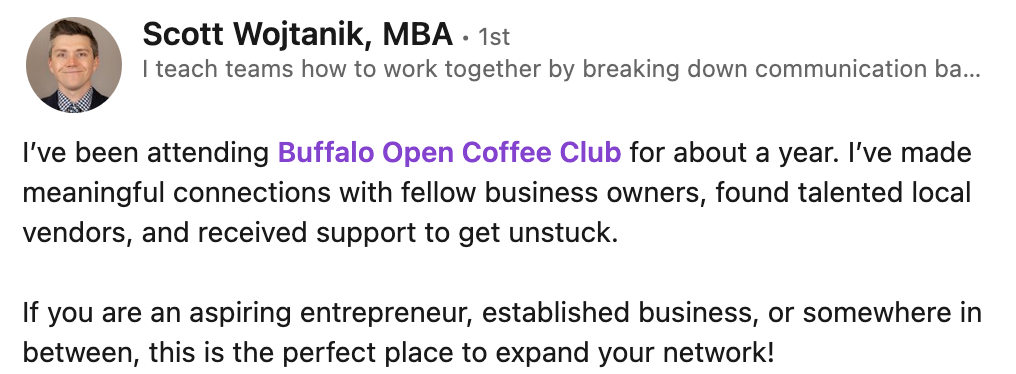 Scott Wojtanik, MBA • 1st
I teach teams how to work together by breaking down communication ba...
I’ve been attending Buffalo Open Coffee Club for about a year. I’ve made
meaningful connections with fellow business owners, found talented local
vendors, and received support to get unstuck.
If you are an aspiring entrepreneur, established business, or somewhere in
between, this is the perfect place to expand your network!